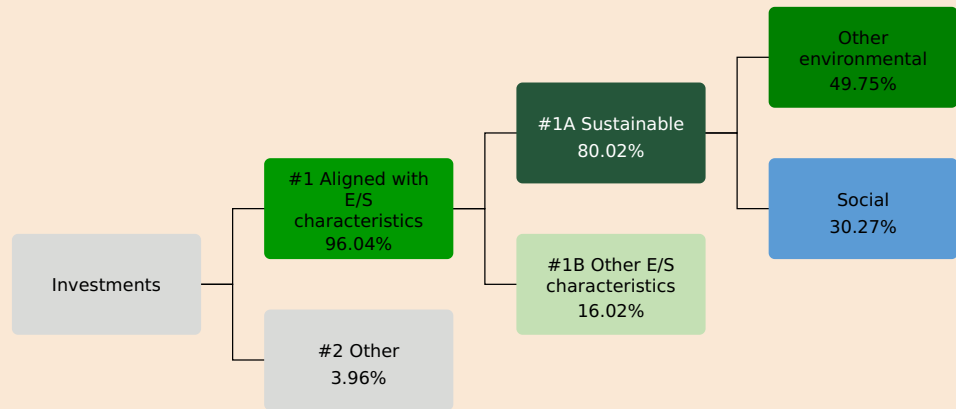 Investments
#1 Aligned with
E/S
characteristics
96.04%
#2 Other
3.96%
#1A Sustainable
80.02%
#1B Other E/S
characteristics
16.02%
Other
environmental
49.75%
Social
30.27%